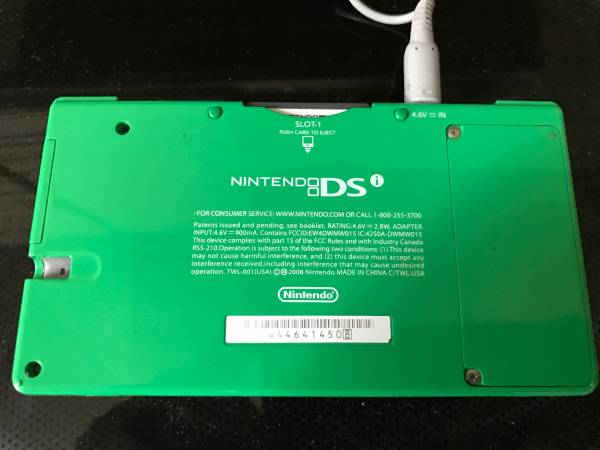 SLOT-1
PUSH CARD TO EJECT
4.6V IN
NINTENDO DS i
·FOR CONSUMER SERVICE: WWW.NINTENDO.COM OR CALL 1-800-255-3700
Patents issued and pending, see booklet. RATING:4.6V = 2.8W, ADAPTER
INPUT:4.6V = 900mA. Contains FCCID:EW4DWMW015 IC:4250A-DWMW015
This device complies with part 15 of the FCC Rules and with Industry Canada
RSS-210.Operation is subject to the following two conditions: (1) This device
may not cause harmful interference, and (2) this device must accept any
interference received,including interference that may cause undesired
operation. TWL-001(USA) ©Ⓜ 2008 Nintendo MADE IN CHINA C/TWL-USA
Nintendo
W44641450 8